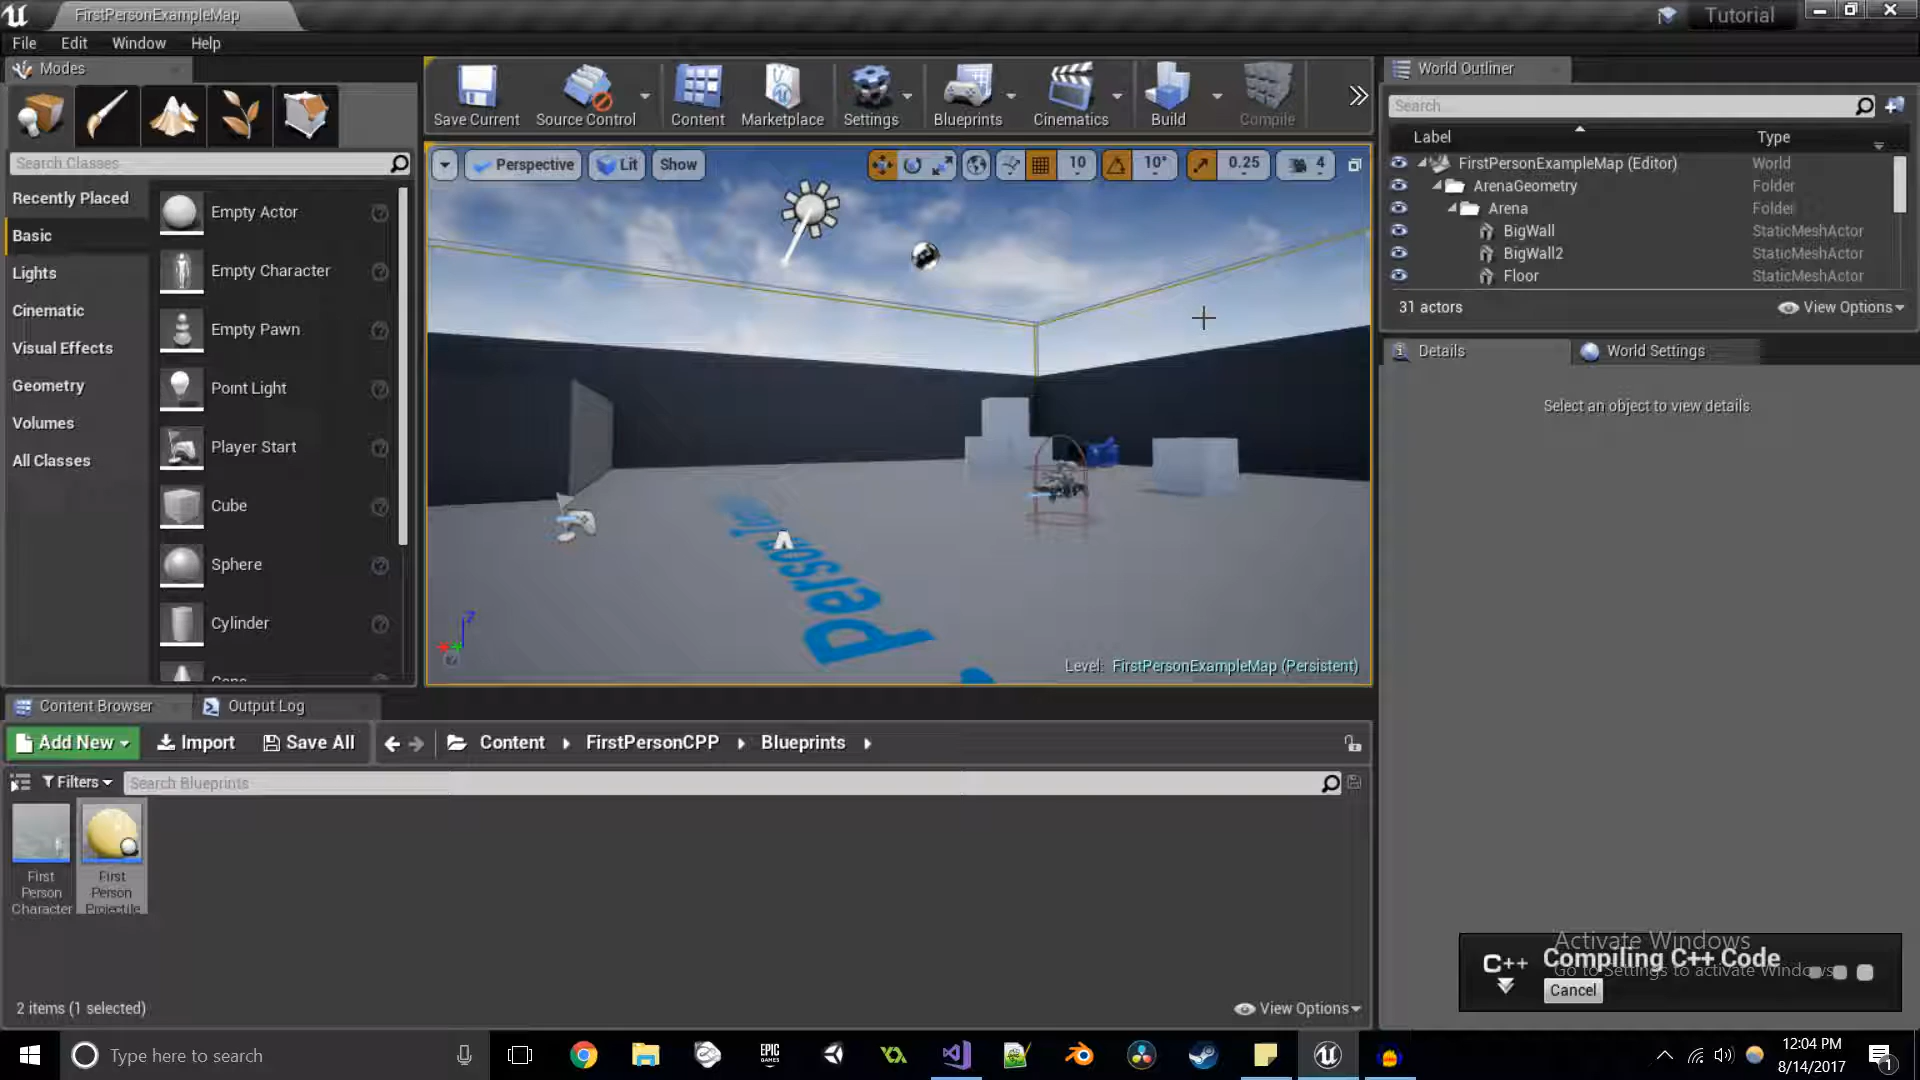 FirstPersonExampleMap
Tutorial
File Edit Window Help
Modes
Search Classes
Recently Placed
Basic
Lights
Cinematic
Visual Effects
Geometry
Volumes
All Classes
Empty Actor
Empty Character
Empty Pawn
Point Light
Player Start
Cube
Sphere
Cylinder
Cone
Save Current Source Control Content Marketplace Settings Blueprints Cinematics Build Compile
Perspective Lit Show 10 10° 0.25 4
Person
Z
Level: FirstPersonExampleMap (Persistent)
World Outliner
Search...
Label Type
FirstPersonExampleMap (Editor) World
ArenaGeometry Folder
Arena Folder
BigWall StaticMeshActor
BigWall2 StaticMeshActor
Floor StaticMeshActor
31 actors View Options
Details World Settings
Select an object to view details
Content Browser Output Log
Add New Import Save All Content FirstPersonCPP Blueprints
Filters Search Blueprints
First Person Character
First Person Projectile
2 items (1 selected) View Options
Activate Windows
Go to Settings to activate Windows.
C++ Compiling C++ Code
Cancel
Type here to search
EPIC GAMES
12:04 PM
8/14/2017
1